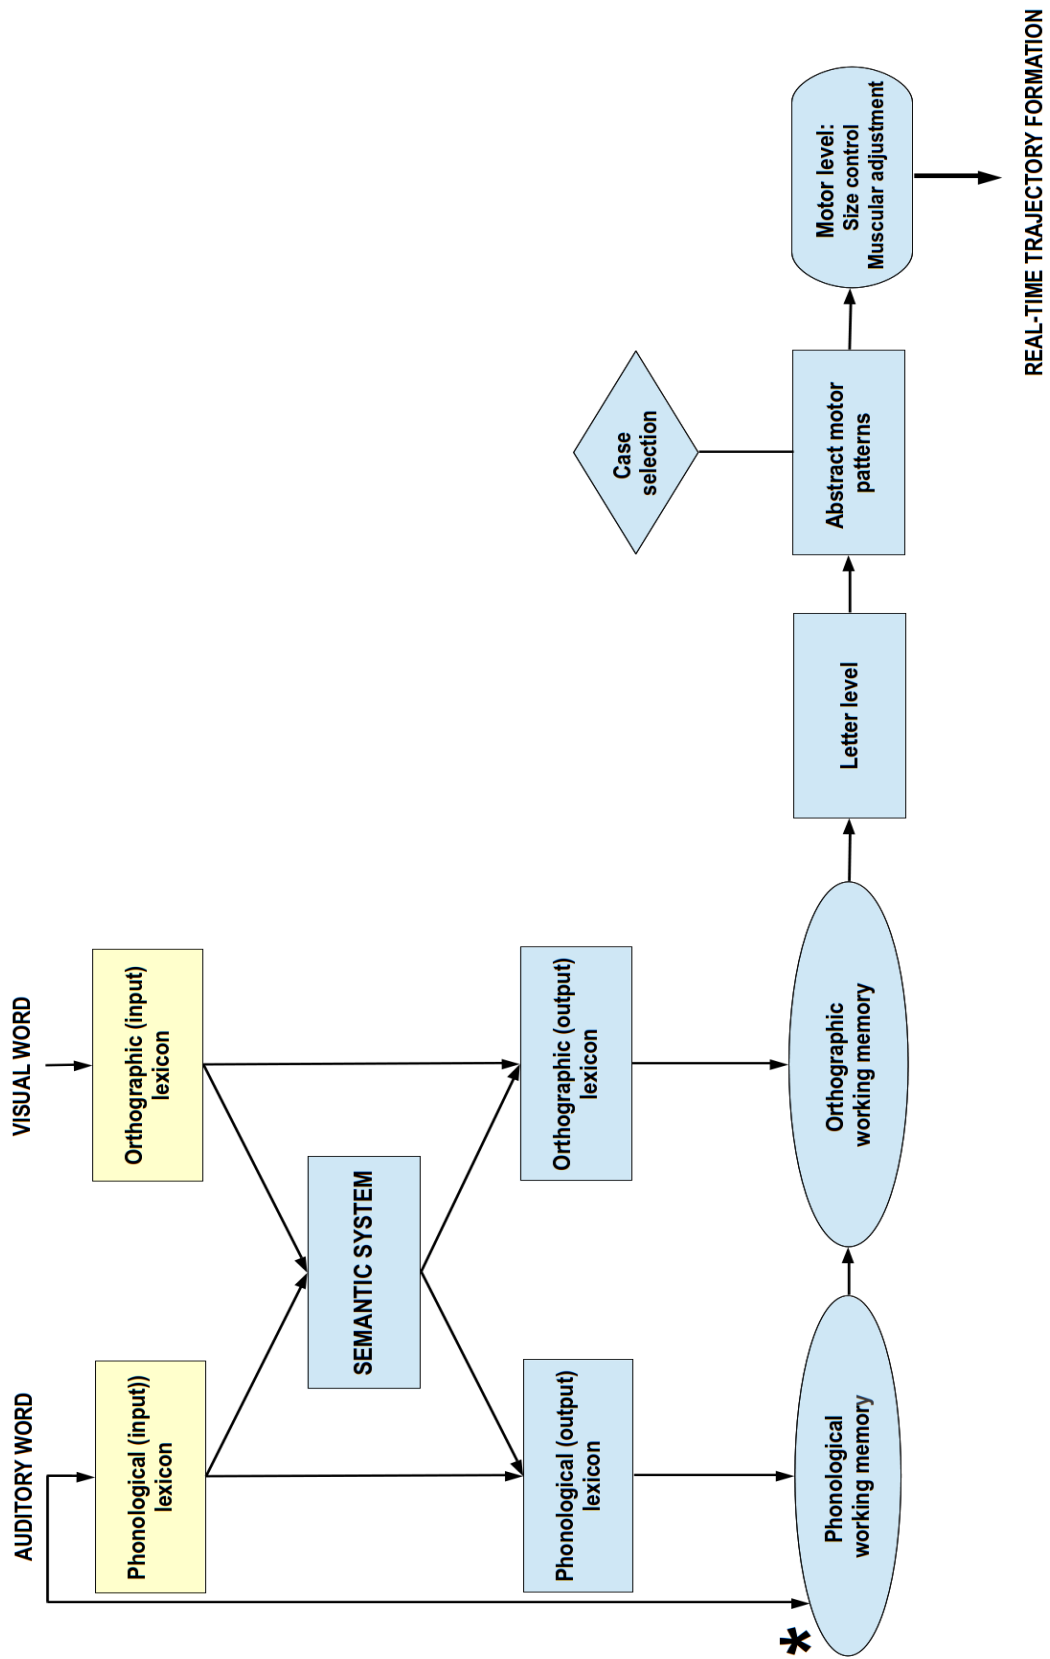 AUDITORY WORD
VISUAL WORD
Phonological (input))
lexicon
Orthographic (input)
lexicon
SEMANTIC SYSTEM
Phonological (output)
lexicon
Orthographic (output)
lexicon
*
Phonological
working memory
Orthographic
working memory
Letter level
Case
selection
Abstract motor
patterns
Motor level:
Size control
Muscular adjustment
REAL-TIME TRAJECTORY FORMATION